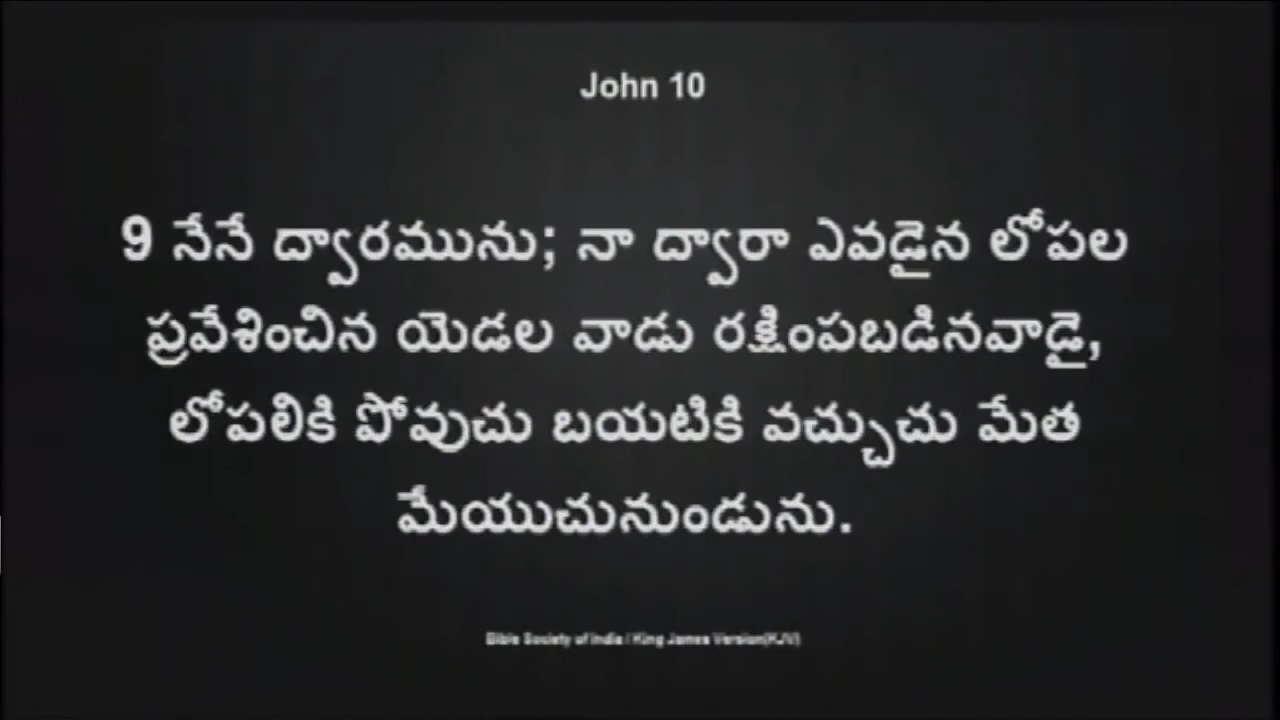 John 10
9 నేనే ద్వారమును; నా ద్వారా ఎవడైన లోపల
ప్రవేశించిన యెడల వాడు రక్షింపబడినవాడై,
లోపలికి పోవుచు బయటికి వచ్చుచు మేత
మేయుచునుండును.
Bible Society of India / King James Version(KJV)